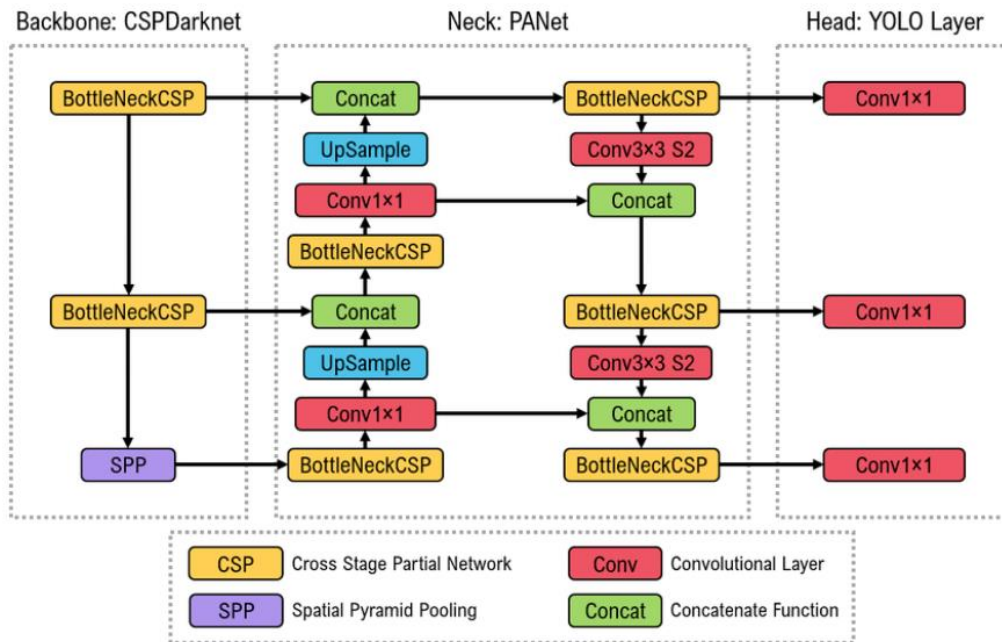 Backbone: CSPDarknet
Neck: PANet
Head: YOLO Layer
BottleNeckCSP
Concat
BottleNeckCSP
Conv1×1
UpSample
Conv3×3 S2
Conv1×1
Concat
BottleNeckCSP
BottleNeckCSP
Concat
BottleNeckCSP
Conv1×1
UpSample
Conv3×3 S2
Conv1×1
Concat
SPP
BottleNeckCSP
BottleNeckCSP
Conv1×1
CSP
Cross Stage Partial Network
Conv
Convolutional Layer
SPP
Spatial Pyramid Pooling
Concat
Concatenate Function